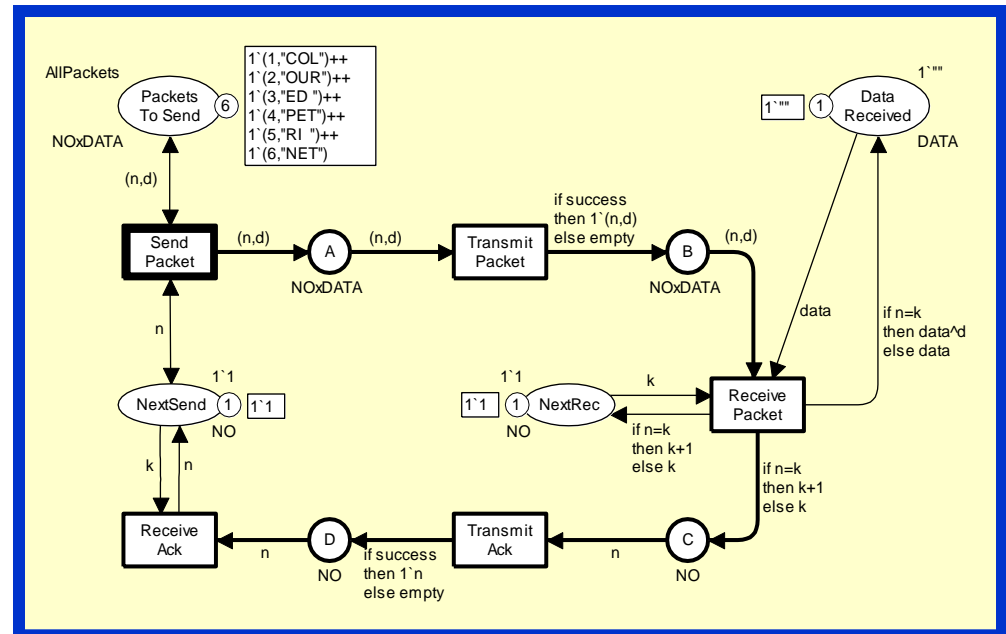 AllPackets
Packets
To Send
6
NOxDATA
1`(1,"COL")++
1`(2,"OUR")++
1`(3,"ED ")++
1`(4,"PET")++
1`(5,"RI  ")++
1`(6,"NET")
1`""
1`""
1
Data
Received
DATA
(n,d)
Send
Packet
(n,d)
A
NOxDATA
(n,d)
Transmit
Packet
if success
then 1`(n,d)
else empty
B
NOxDATA
(n,d)
data
if n=k
then data^d
else data
n
1`1
NextSend
1
1`1
NO
1`1
1`1
1
NextRec
NO
k
if n=k
then k+1
else k
Receive
Packet
k
n
if n=k
then k+1
else k
Receive
Ack
n
D
NO
if success
then 1`n
else empty
Transmit
Ack
n
C
NO